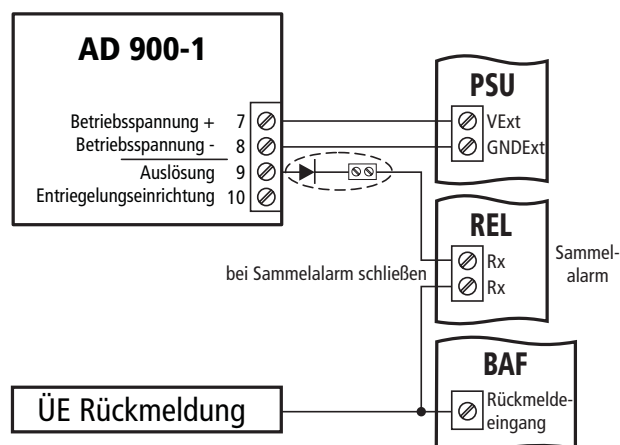 AD 900-1
PSU
Betriebsspannung + 7
VExt
Betriebsspannung - 8
GNDExt
Auslösung 9
Entriegelungseinrichtung 10
REL
Rx
Sammel-
alarm
bei Sammelalarm schließen
Rx
BAF
ÜE Rückmeldung
Rückmelde-
eingang